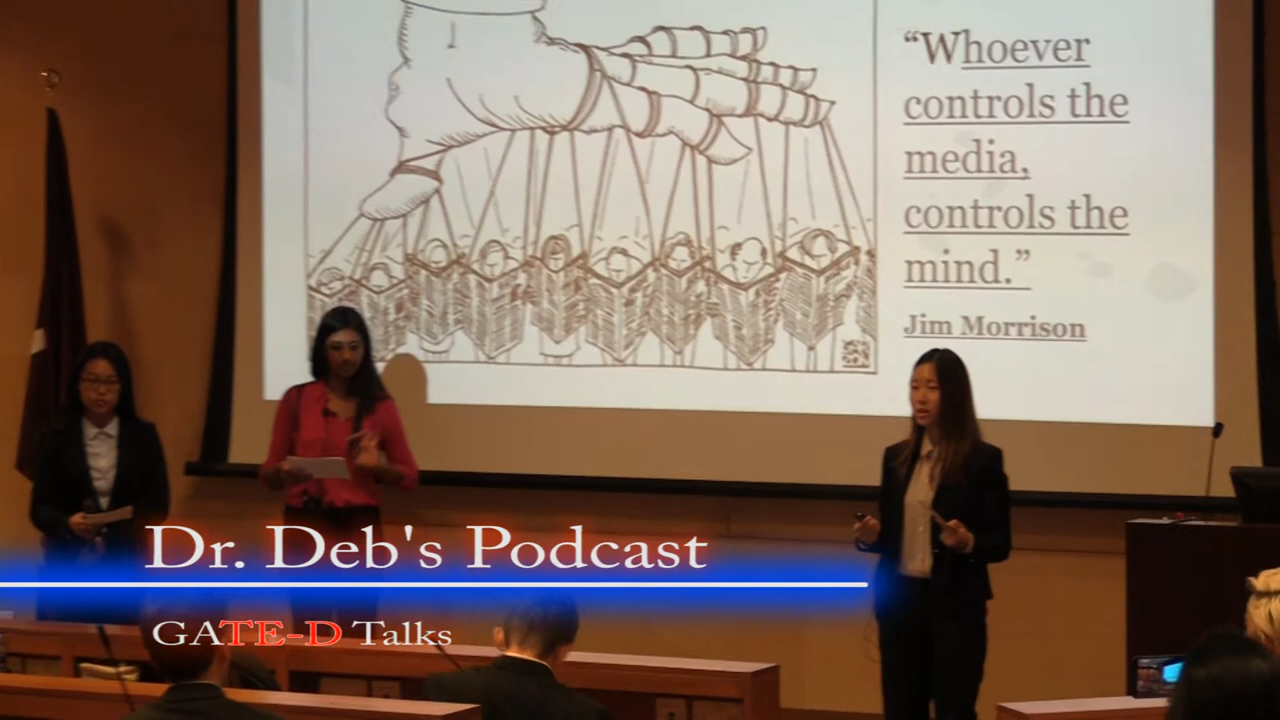 “Whoever
controls the
media,
controls the
mind.”
Jim Morrison
Dr. Deb's Podcast
GATE-D Talks